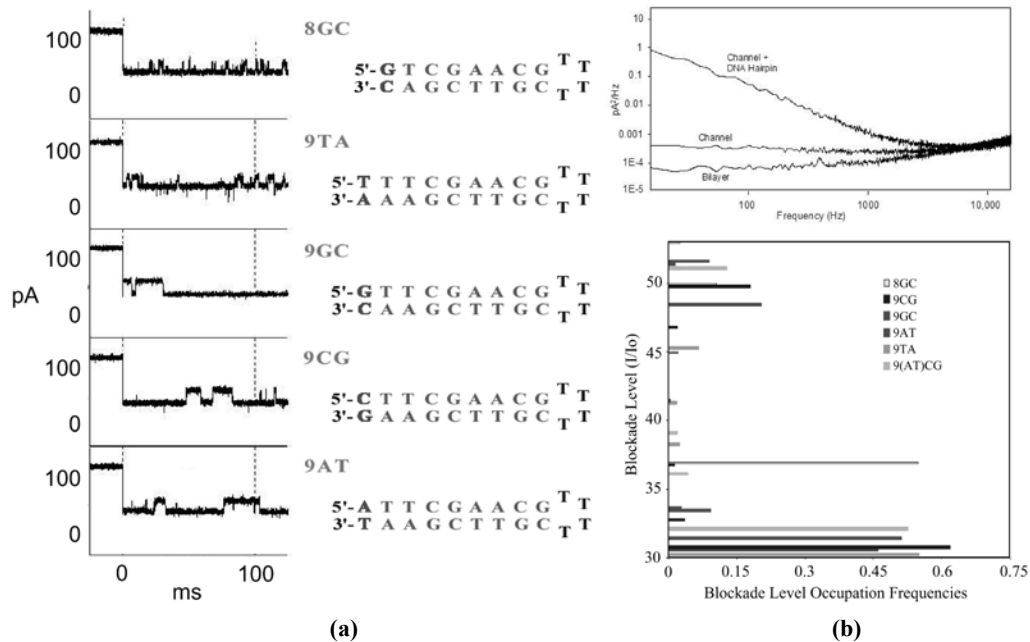 100
0
8GC
T
5'- G T C G A A C G T
3'- C A G C T T G C T
T
100
0
9TA
T
5'- T T T C G A A C G T
3'- A A A G C T T G C T
T
pA
100
0
9GC
T
5'- G T T C G A A C G T
3'- C A A G C T T G C T
T
100
0
9CG
T
5'- C T T C G A A C G T
3'- G A A G C T T G C T
T
100
0
9AT
T
5'- A T T C G A A C G T
3'- T A A G C T T G C T
T
0 100
ms
(a)
pA²/Hz
10
1
0.1
0.01
0.001
1E-4
1E-5
Channel +
DNA Hairpin
Channel
Bilayer
100 1000 10,000
Frequency (Hz)
Blockade Level (I/Io)
50
45
40
35
30
8GC
9CG
9GC
9AT
9TA
9(AT)CG
0 0.15 0.3 0.45 0.6 0.75
Blockade Level Occupation Frequencies
(b)